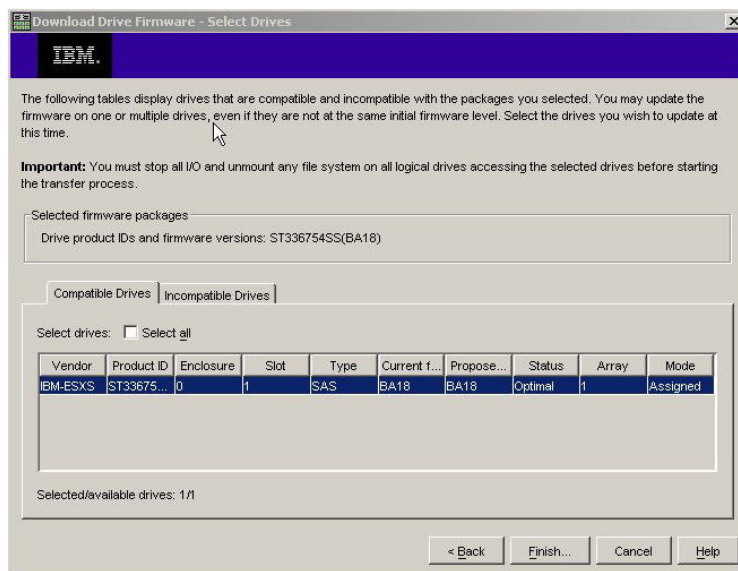 Download Drive Firmware - Select Drives
IBM.
The following tables display drives that are compatible and incompatible with the packages you selected. You may update the
firmware on one or multiple drives, even if they are not at the same initial firmware level. Select the drives you wish to update at
this time.
Important: You must stop all I/O and unmount any file system on all logical drives accessing the selected drives before starting
the transfer process.
Selected firmware packages
Drive product IDs and firmware versions: ST336754SS(BA18)
Compatible Drives Incompatible Drives
Select drives: Select all
Vendor Product ID Enclosure Slot Type Current f... Propose... Status Array Mode
IBM-ESXS ST33675... 0 1 SAS BA18 BA18 Optimal 1 Assigned
Selected/available drives: 1/1
< Back Finish... Cancel Help